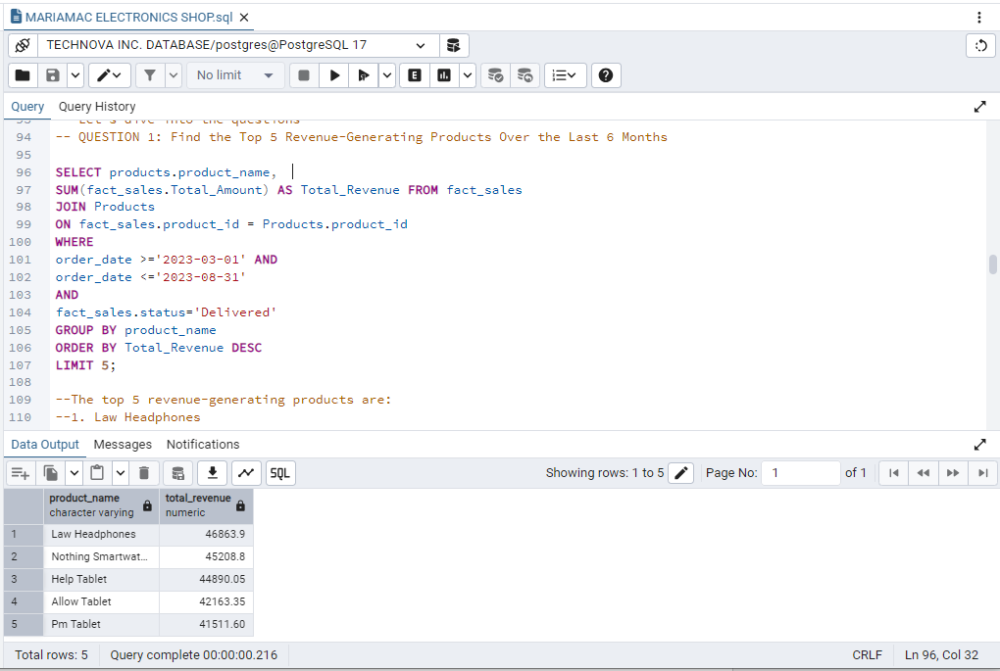 MARIAMAC ELECTRONICS SHOP.sql
TECHNOVA INC. DATABASE/postgres@PostgreSQL 17
No limit
E
Query Query History
93 -- Let's dive into the questions
94 -- QUESTION 1: Find the Top 5 Revenue-Generating Products Over the Last 6 Months
95
96 SELECT products.product_name,
97 SUM(fact_sales.Total_Amount) AS Total_Revenue FROM fact_sales
98 JOIN Products
99 ON fact_sales.product_id = Products.product_id
100 WHERE
101 order_date >='2023-03-01' AND
102 order_date <='2023-08-31'
103 AND
104 fact_sales.status='Delivered'
105 GROUP BY product_name
106 ORDER BY Total_Revenue DESC
107 LIMIT 5;
108
109 --The top 5 revenue-generating products are:
110 --1. Law Headphones
Data Output Messages Notifications
SQL Showing rows: 1 to 5 Page No: 1 of 1
product_name total_revenue
character varying numeric
1 Law Headphones 46863.9
2 Nothing Smartwat... 45208.8
3 Help Tablet 44890.05
4 Allow Tablet 42163.35
5 Pm Tablet 41511.60
Total rows: 5 Query complete 00:00:00.216 CRLF Ln 96, Col 32